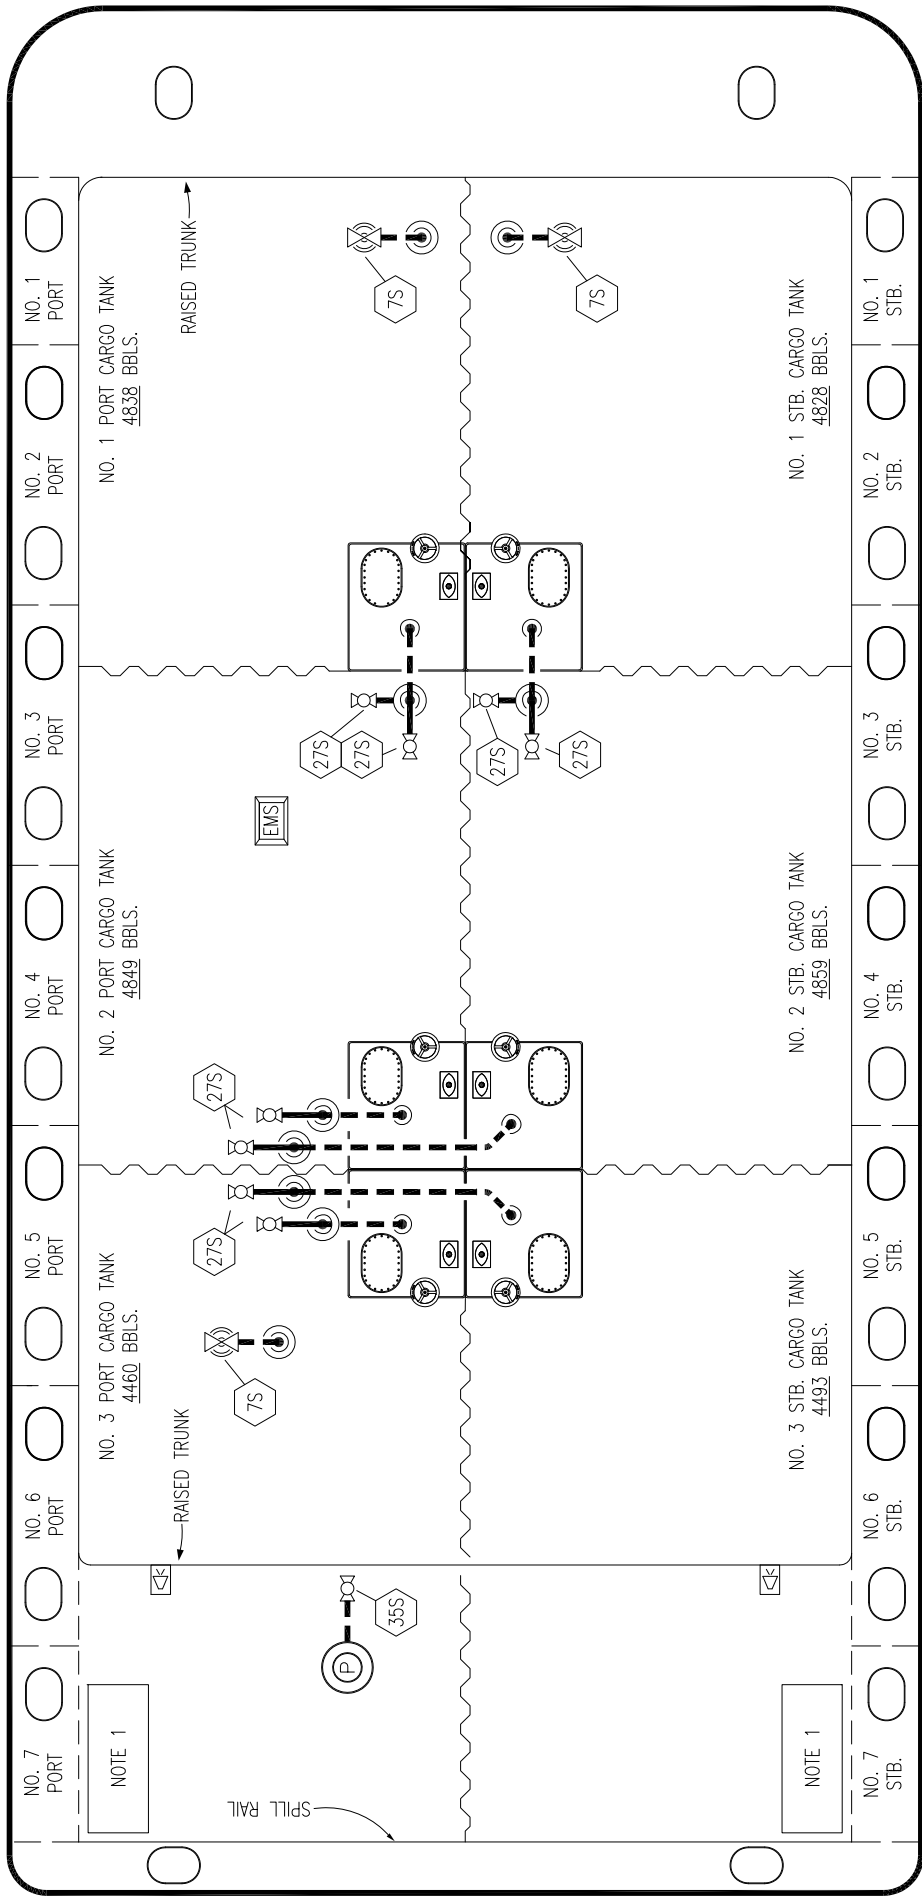 NO. 1
PORT
NO. 2
PORT
NO. 3
PORT
NO. 4
PORT
NO. 5
PORT
NO. 6
PORT
NO. 7
PORT
NO. 1 PORT CARGO TANK
4838 BBLS.
RAISED TRUNK
7S
7S
NO. 1 STB. CARGO TANK
4828 BBLS.
27S
27S
27S
27S
EMS
NO. 2 PORT CARGO TANK
4849 BBLS.
NO. 2 STB. CARGO TANK
4859 BBLS.
27S
27S
NO. 3 PORT CARGO TANK
4460 BBLS.
7S
NO. 3 STB. CARGO TANK
4493 BBLS.
RAISED TRUNK
35S
P
NOTE 1
NOTE 1
SPILL RAIL
NO. 1
STB.
NO. 2
STB.
NO. 3
STB.
NO. 4
STB.
NO. 5
STB.
NO. 6
STB.
NO. 7
STB.